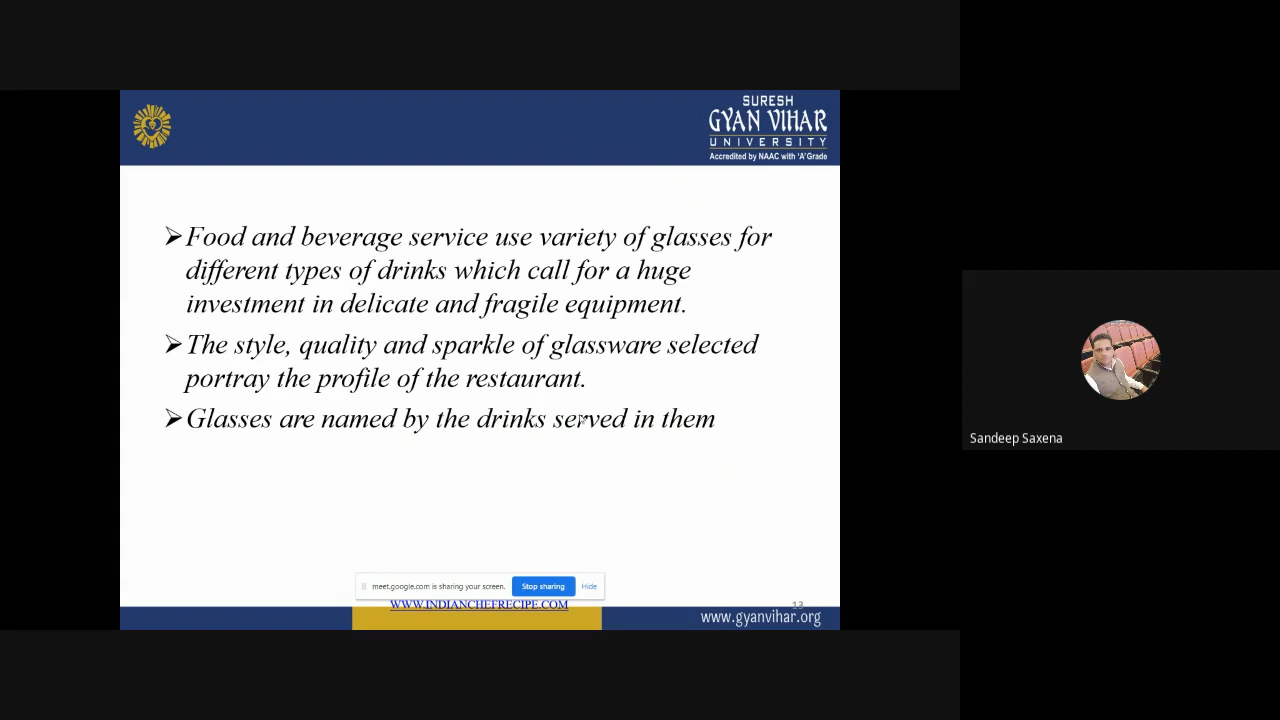 SURESH
GYAN VIHAR
UNIVERSITY
Accredited by NAAC with 'A' Grade
➢Food and beverage service use variety of glasses for
different types of drinks which call for a huge
investment in delicate and fragile equipment.
➢The style, quality and sparkle of glassware selected
portray the profile of the restaurant.
➢Glasses are named by the drinks served in them
Sandeep Saxena
meet.google.com is sharing your screen. Stop sharing Hide
WWW.INDIANCHEFRECIPE.COM
13
www.gyanvihar.org